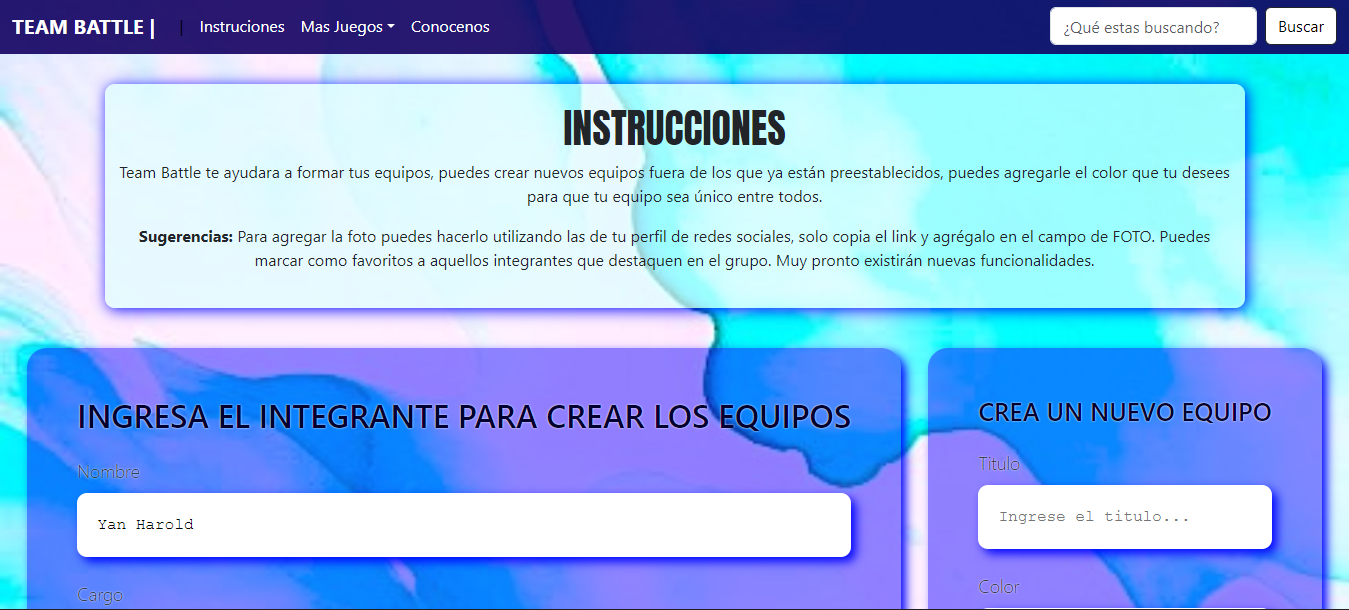 TEAM BATTLE | | Instruciones Mas Juegos Conocenos ¿Qué estas buscando? Buscar
INSTRUCCIONES
Team Battle te ayudara a formar tus equipos, puedes crear nuevos equipos fuera de los que ya están preestablecidos, puedes agregarle el color que tu desees
para que tu equipo sea único entre todos.
Sugerencias: Para agregar la foto puedes hacerlo utilizando las de tu perfil de redes sociales, solo copia el link y agrégalo en el campo de FOTO. Puedes
marcar como favoritos a aquellos integrantes que destaquen en el grupo. Muy pronto existirán nuevas funcionalidades.
INGRESA EL INTEGRANTE PARA CREAR LOS EQUIPOS
Nombre
Yan Harold
Cargo
CREA UN NUEVO EQUIPO
Titulo
Ingrese el titulo...
Color